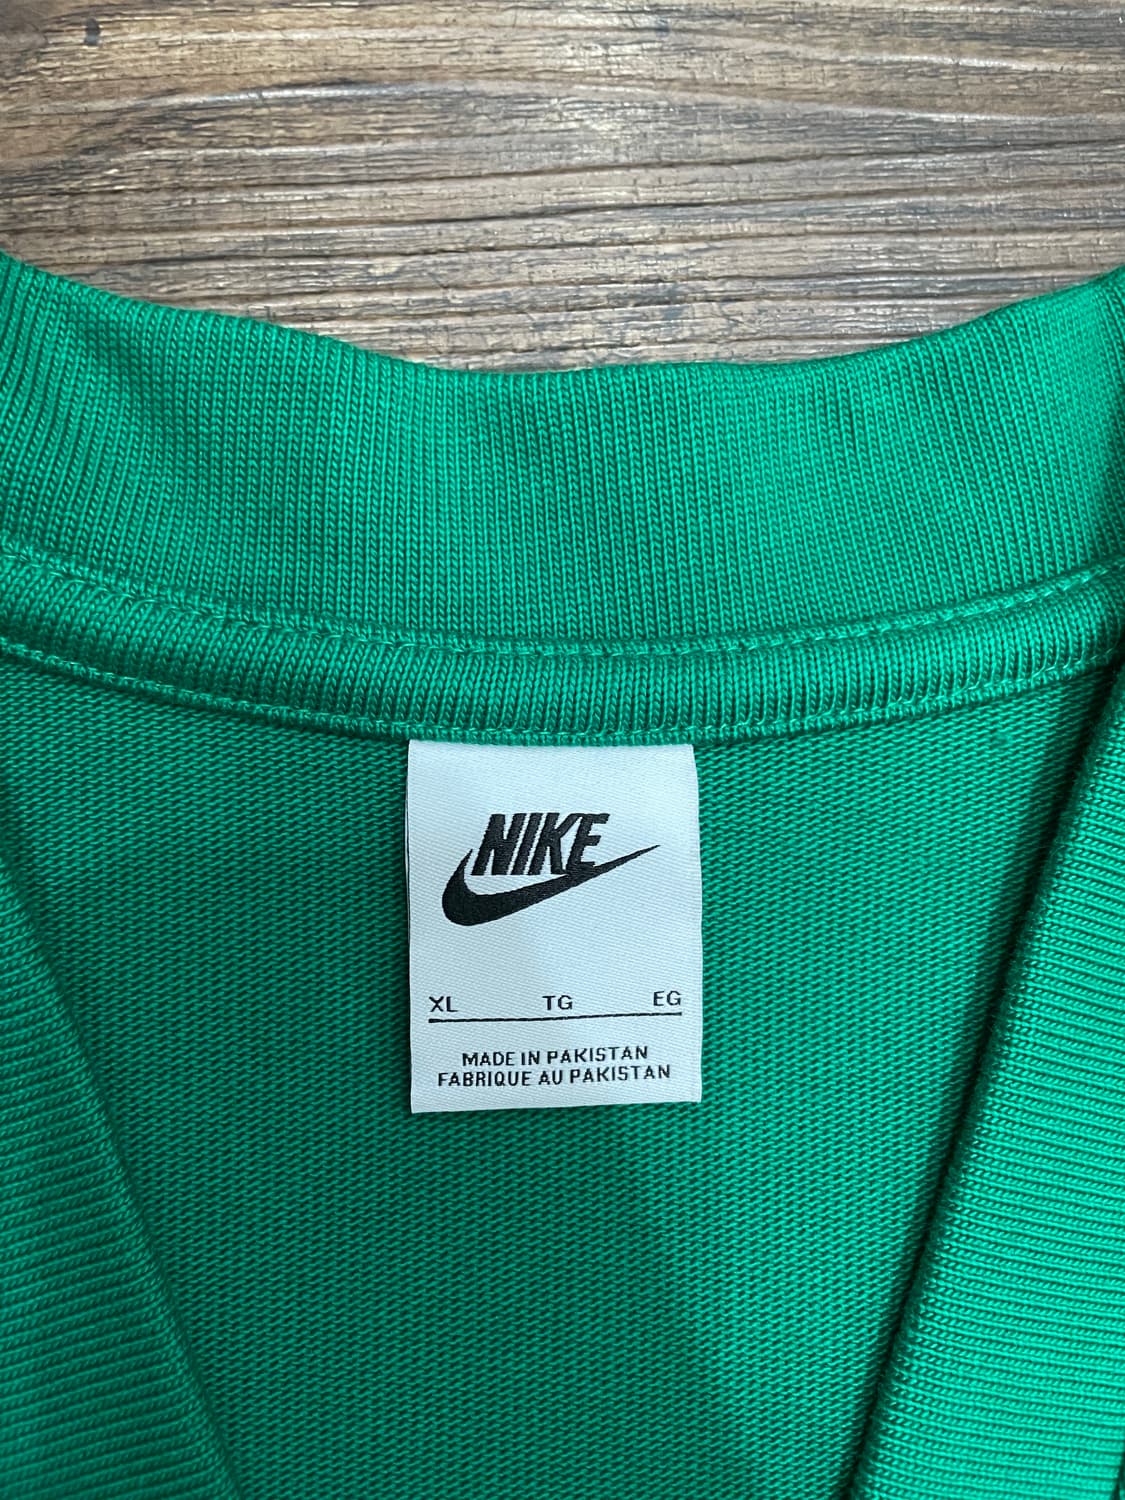 NIKE
XL TG EG
MADE IN PAKISTAN
FABRIQUE AU PAKISTAN